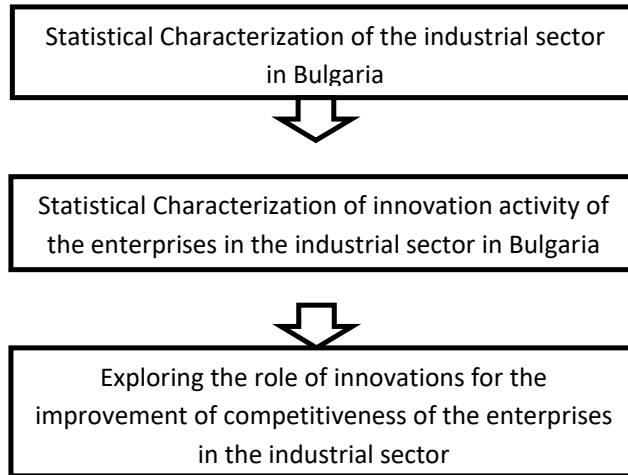 Statistical Characterization of the industrial sector
in Bulgaria
Statistical Characterization of innovation activity of
the enterprises in the industrial sector in Bulgaria
Exploring the role of innovations for the
improvement of competitiveness of the enterprises
in the industrial sector